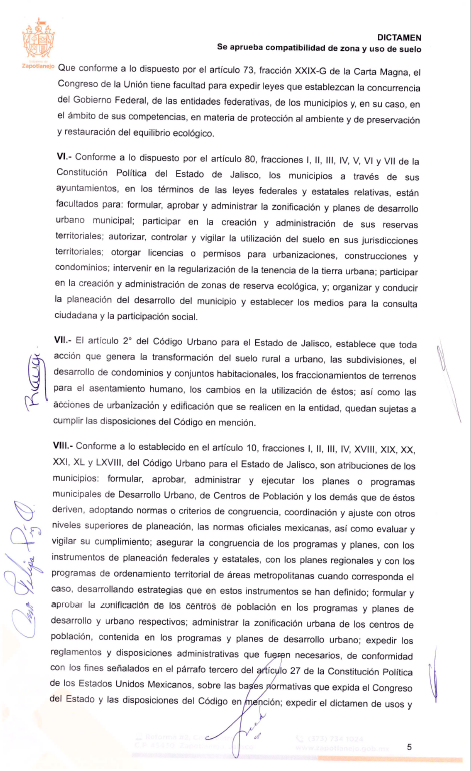 Zapotlanejo
DICTAMEN
Se aprueba compatibilidad de zona y uso de suelo
Que conforme a lo dispuesto por el artículo 73, fracción XXIX-G de la Carta Magna, el
Congreso de la Unión tiene facultad para expedir leyes que establezcan la concurrencia
del Gobierno Federal, de las entidades federativas, de los municipios y, en su caso, en
el ámbito de sus competencias, en materia de protección al ambiente y de preservación
y restauración del equilibrio ecológico.
VI.- Conforme a lo dispuesto por el artículo 80, fracciones I, II, III, IV, V, VI y VII de la
Constitución Política del Estado de Jalisco, los municipios a través de sus
ayuntamientos, en los términos de las leyes federales y estatales relativas, están
facultados para: formular, aprobar y administrar la zonificación y planes de desarrollo
urbano municipal; participar en la creación y administración de sus reservas
territoriales; autorizar, controlar y vigilar la utilización del suelo en sus jurisdicciones
territoriales; otorgar licencias o permisos para urbanizaciones, construcciones y
condominios; intervenir en la regularización de la tenencia de la tierra urbana; participar
en la creación y administración de zonas de reserva ecológica, y; organizar y conducir
la planeación del desarrollo del municipio y establecer los medios para la consulta
ciudadana y la participación social.
VII.- El artículo 2° del Código Urbano para el Estado de Jalisco, establece que toda
acción que genera la transformación del suelo rural a urbano, las subdivisiones, el
desarrollo de condominios y conjuntos habitacionales, los fraccionamientos de terrenos
para el asentamiento humano, los cambios en la utilización de éstos; así como las
acciones de urbanización y edificación que se realicen en la entidad, quedan sujetas a
cumplir las disposiciones del Código en mención.
VIII.- Conforme a lo establecido en el artículo 10, fracciones I, II, III, IV, XVIII, XIX, XX,
XXI, XL y LXVIII, del Código Urbano para el Estado de Jalisco, son atribuciones de los
municipios: formular, aprobar, administrar y ejecutar los planes o programas
municipales de Desarrollo Urbano, de Centros de Población y los demás que de éstos
deriven, adoptando normas o criterios de congruencia, coordinación y ajuste con otros
niveles superiores de planeación, las normas oficiales mexicanas, así como evaluar y
vigilar su cumplimiento; asegurar la congruencia de los programas y planes, con los
instrumentos de planeación federales y estatales, con los planes regionales y con los
programas de ordenamiento territorial de áreas metropolitanas cuando corresponda el
caso, desarrollando estrategias que en estos instrumentos se han definido; formular y
aprobar la zonificación de los centros de población en los programas y planes de
desarrollo y urbano respectivos; administrar la zonificación urbana de los centros de
población, contenida en los programas y planes de desarrollo urbano; expedir los
reglamentos y disposiciones administrativas que fueren necesarios, de conformidad
con los fines señalados en el párrafo tercero del artículo 27 de la Constitución Política
de los Estados Unidos Mexicanos, sobre las bases normativas que expida el Congreso
del Estado y las disposiciones del Código en mención; expedir el dictamen de usos y
5